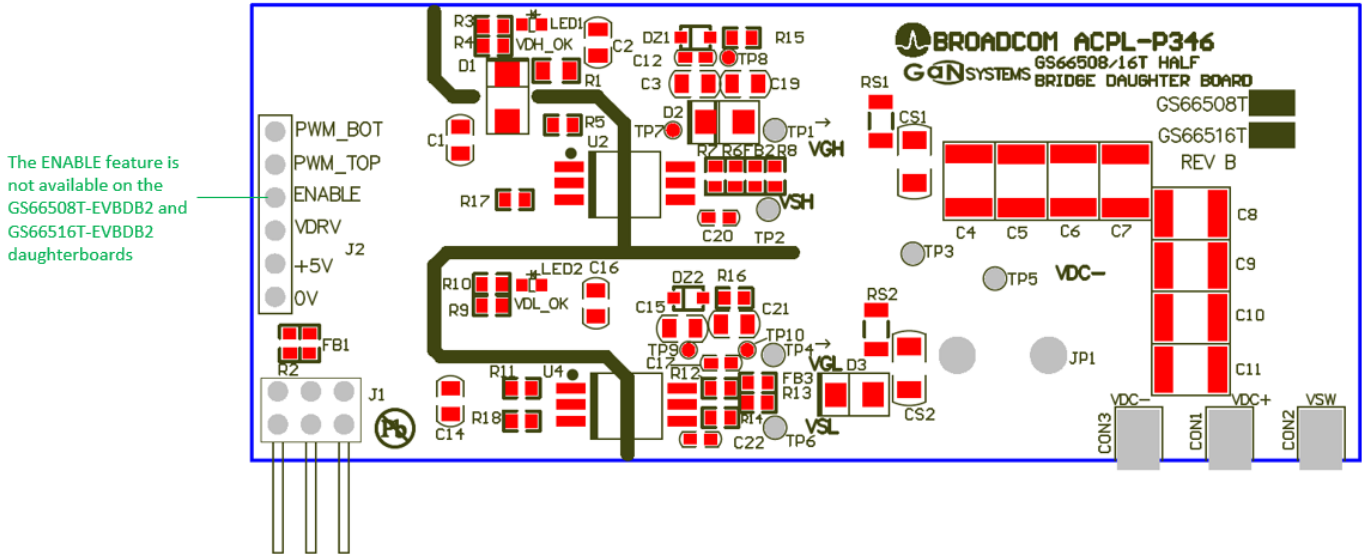 The ENABLE feature is
not available on the
GS66508T-EVBDB2 and
GS66516T-EVBDB2
daughterboards
PWM_BOT
PWM_TOP
ENABLE
VDRV
J2
+5V
0V
FB1
R2
J1
Pb
R3
LED1
R4
VDH_OK
C2
D1
R1
C1
R5
U2
R17
DZ1
R15
C12
TP8
C3
C19
D2
TP7
TP1
VGH
R7
R6
FB2
R8
VSH
C20
TP2
BROADCOM ACPL-P346
GaN SYSTEMS
GS66508/16T HALF
BRIDGE DAUGHTER BOARD
RS1
CS1
GS66508T
GS66516T
REV B
C4
C5
C6
C7
C8
C9
C10
C11
TP3
TP5
VDC-
R10
LED2
C16
R9
VDL_OK
DZ2
R16
C15
C21
TP10
TP9
TP4
C17
VGL
RS2
D3
JP1
R11
U4
R12
FB3
R13
R18
R14
VSL
C14
C22
TP6
CS2
VDC-
VDC+
VSW
CON3
CON1
CON2